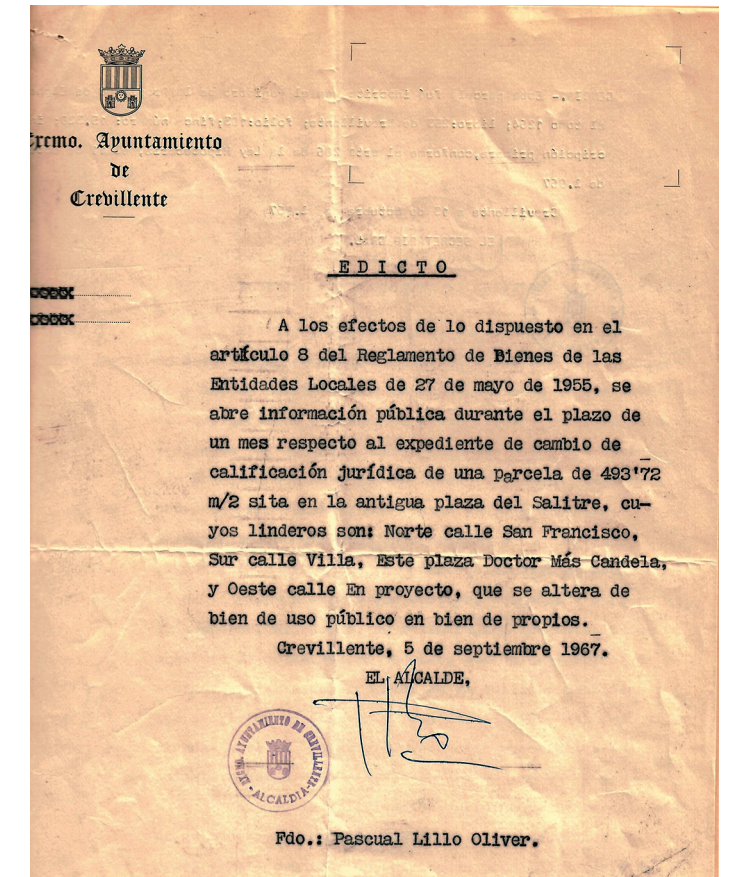 Excmo. Ayuntamiento
de
Crevillente
EDICTO
A los efectos de lo dispuesto en el
artículo 8 del Reglamento de Bienes de las
Entidades Locales de 27 de mayo de 1955, se
abre información pública durante el plazo de
un mes respecto al expediente de cambio de
calificación jurídica de una parcela de 493'72
m/2 sita en la antigua plaza del Salitre, cu-
yos linderos son: Norte calle San Francisco,
Sur calle Villa, Este plaza Doctor Más Candela,
y Oeste calle En proyecto, que se altera de
bien de uso público en bien de propios.
Crevillente, 5 de septiembre 1967.
EL ALCALDE,
EXCMO. AYUNTAMIENTO DE CREVILLENTE
- ALCALDIA -
Fdo.: Pascual Lillo Oliver.